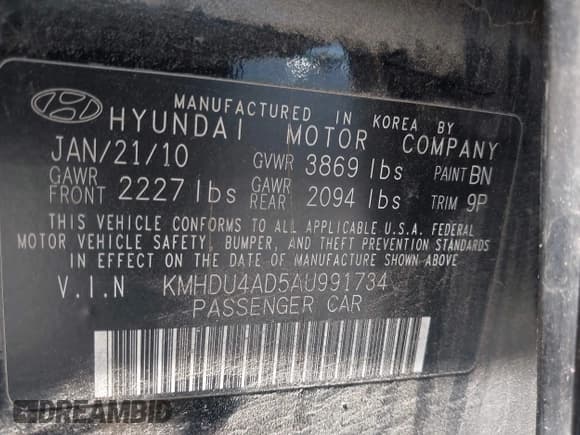 MANUFACTURED IN KOREA BY
HYUNDAI MOTOR COMPANY
JAN/21/10 GVWR 3869 lbs PAINT BN
GAWR FRONT 2227 lbs GAWR REAR 2094 lbs TRIM 9P
THIS VEHICLE CONFORMS TO ALL APPLICABLE U.S.A. FEDERAL
MOTOR VEHICLE SAFETY, BUMPER, AND THEFT PREVENTION STANDARDS
IN EFFECT ON THE DATE OF MANUFACTURE SHOWN ABOVE
V.I.N KMHDU4AD5AU991734
PASSENGER CAR
DREAMBID